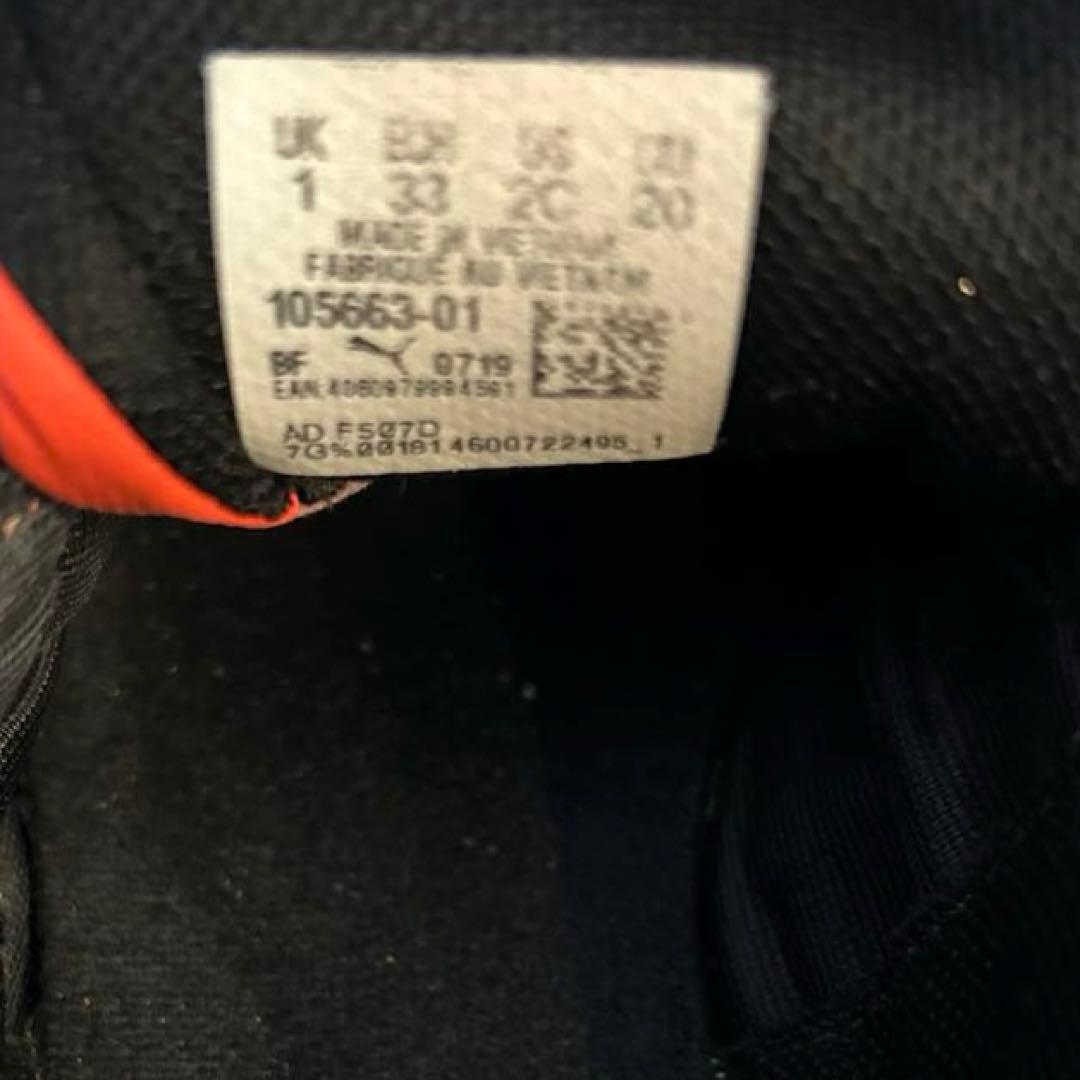 UK EUR US CM
1 33 2C 20
MADE IN VIETNAM
FABRIQUE AU VIETNAM
105663-01
BF 0719
EAN:
AD F507D